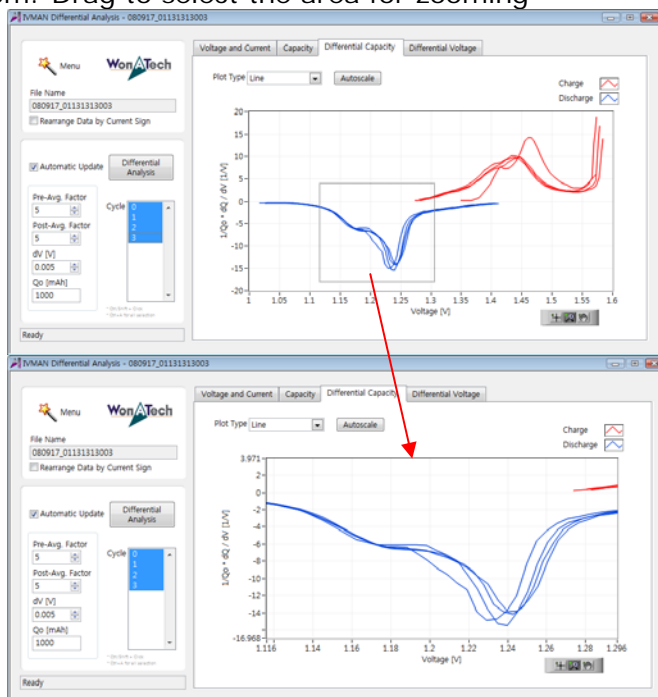 Drag to select the area for zooming
IVMAN Differential Analysis - 080917_01131313003
Menu
WonATech
File Name
080917_01131313003
Rearrange Data by Current Sign
Automatic Update
Differential Analysis
Pre-Avg. Factor
5
Post-Avg. Factor
5
dV [V]
0.005
Qo [mAh]
1000
Cycle
0
1
2
3
Ready
Voltage and Current
Capacity
Differential Capacity
Differential Voltage
Plot Type
Line
Autoscale
Charge
Discharge
1/Qo * dQ / dV [1/V]
20
15
10
5
0
-5
-10
-15
-20
1 1.05 1.1 1.15 1.2 1.25 1.3 1.35 1.4 1.45 1.5 1.55 1.6
Voltage [V]
IVMAN Differential Analysis - 080917_01131313003
Menu
WonATech
File Name
080917_01131313003
Rearrange Data by Current Sign
Automatic Update
Differential Analysis
Pre-Avg. Factor
5
Post-Avg. Factor
5
dV [V]
0.005
Qo [mAh]
1000
Cycle
0
1
2
3
Ready
Voltage and Current
Capacity
Differential Capacity
Differential Voltage
Plot Type
Line
Autoscale
Charge
Discharge
1/Qo * dQ / dV [1/V]
3.971
2
0
-2
-4
-6
-8
-10
-12
-14
-16.968
1.116 1.14 1.16 1.18 1.2 1.22 1.24 1.26 1.28 1.296
Voltage [V]